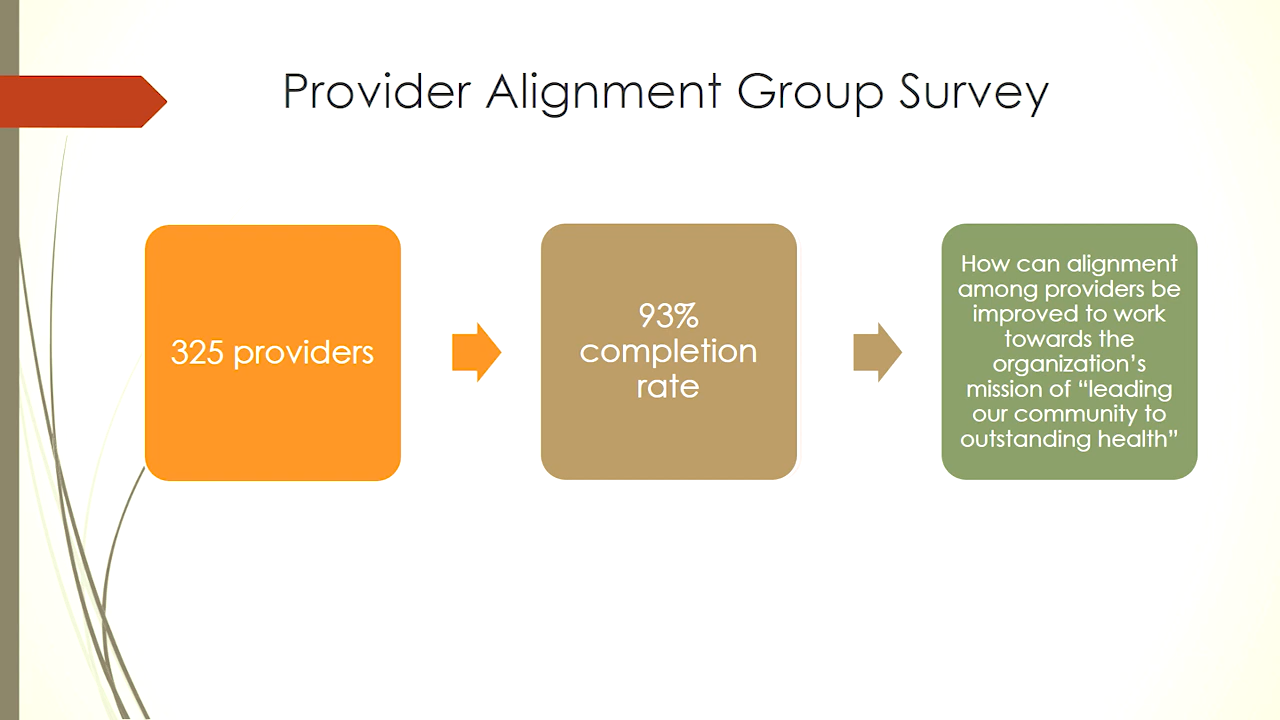 Provider Alignment Group Survey
325 providers
93%
completion
rate
How can alignment
among providers be
improved to work
towards the
organization’s
mission of “leading
our community to
outstanding health”